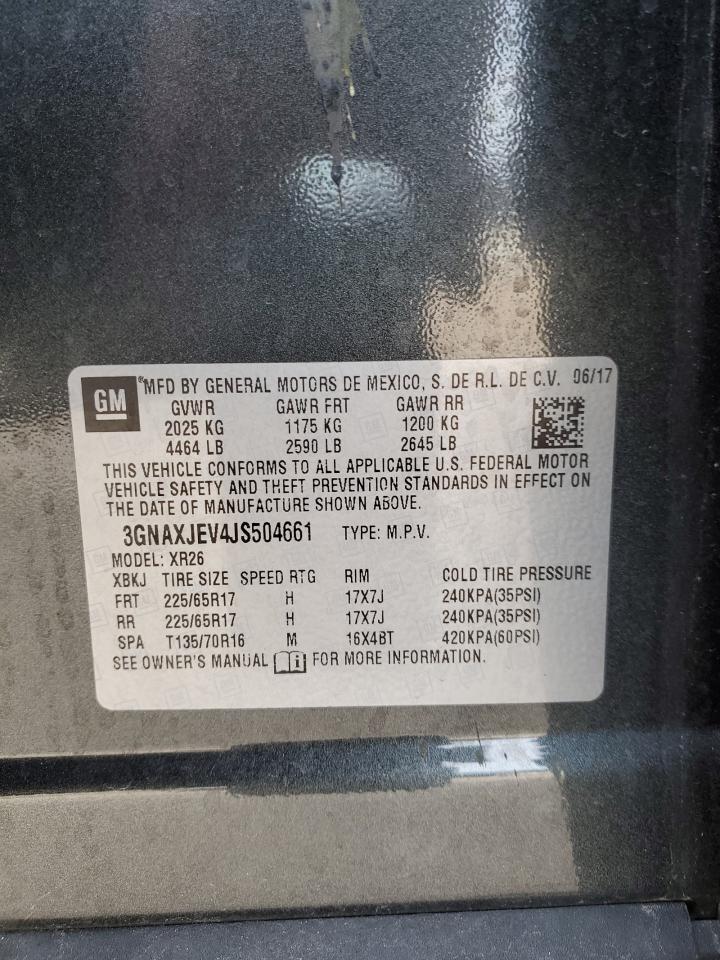 GM ®MFD BY GENERAL MOTORS DE MEXICO, S. DE R.L. DE C.V. 06/17
GVWR GAWR FRT GAWR RR
2025 KG 1175 KG 1200 KG
4464 LB 2590 LB 2645 LB
THIS VEHICLE CONFORMS TO ALL APPLICABLE U.S. FEDERAL MOTOR
VEHICLE SAFETY AND THEFT PREVENTION STANDARDS IN EFFECT ON
THE DATE OF MANUFACTURE SHOWN ABOVE.
3GNAXJEV4JS504661 TYPE: M.P.V.
MODEL: XR26
XBKJ TIRE SIZE SPEED RTG RIM COLD TIRE PRESSURE
FRT 225/65R17 H 17X7J 240KPA(35PSI)
RR 225/65R17 H 17X7J 240KPA(35PSI)
SPA T135/70R16 M 16X4BT 420KPA(60PSI)
SEE OWNER'S MANUAL i FOR MORE INFORMATION.